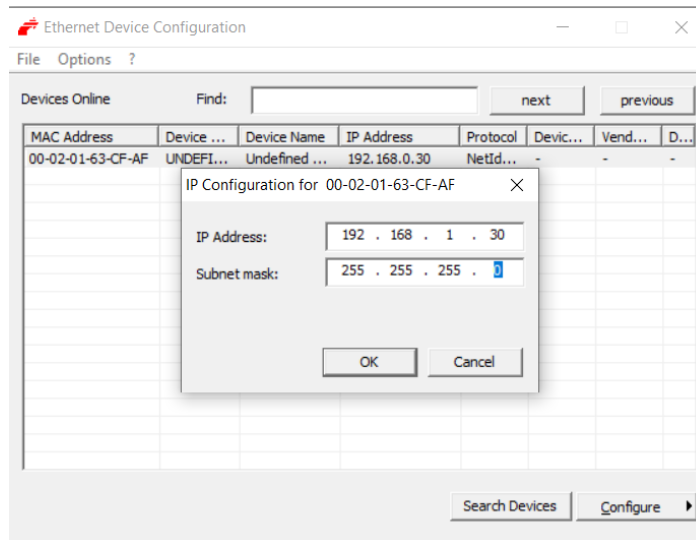 Ethernet Device Configuration
File Options ?
Devices Online Find: next previous
MAC Address Device ... Device Name IP Address Protocol Devic... Vend... D...
00-02-01-63-CF-AF UNDEFI... Undefined ... 192.168.0.30 NetId... - - -
IP Configuration for 00-02-01-63-CF-AF
IP Address: 192 . 168 . 1 . 30
Subnet mask: 255 . 255 . 255 . 0
OK Cancel
Search Devices Configure